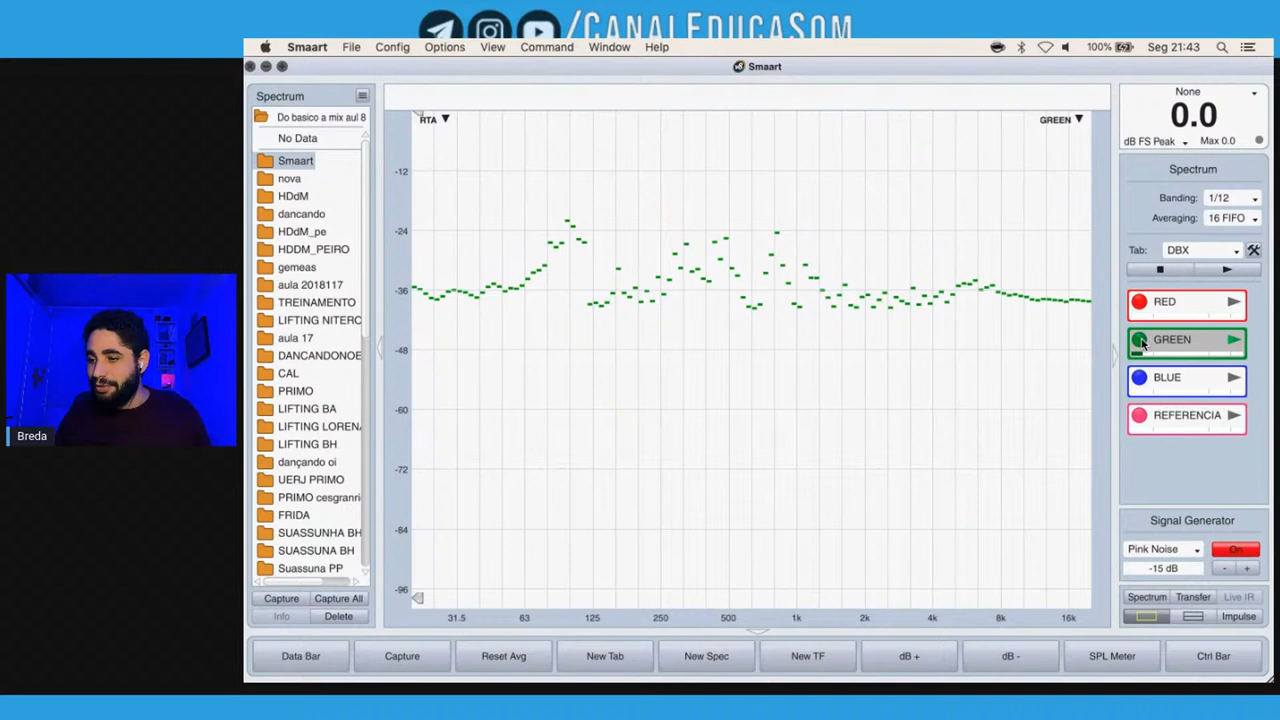 /CanalEducaSom
Smaart File Config Options View Command Window Help 100% Seg 21:43
Smaart
Spectrum
Do basico a mix aul 8
No Data
Smaart
nova
HDdM
dancando
HDdM_pe
HDDM_PEIRO
gemeas
aula 2018117
TREINAMENTO
LIFTING NITERO
aula 17
DANCANDONOE
CAL
PRIMO
LIFTING BA
LIFTING LOREN
LIFTING BH
dançando oi
UERJ PRIMO
PRIMO cesgranri
FRIDA
SUASSUNHA BH
SUASSUNA BH
Suassuna PP
Capture Capture All
Info Delete
RTA GREEN
-12
-24
-36
-48
-60
-72
-84
-96
31.5 63 125 250 500 1k 2k 4k 8k 16k
None
0.0
dB FS Peak Max 0.0
Spectrum
Banding: 1/12
Averaging: 16 FIFO
Tab: DBX
RED
GREEN
BLUE
REFERENCIA
Signal Generator
Pink Noise On
-15 dB - +
Spectrum Transfer Live IR
Impulse
Data Bar Capture Reset Avg New Tab New Spec New TF dB + dB - SPL Meter Ctrl Bar
Breda